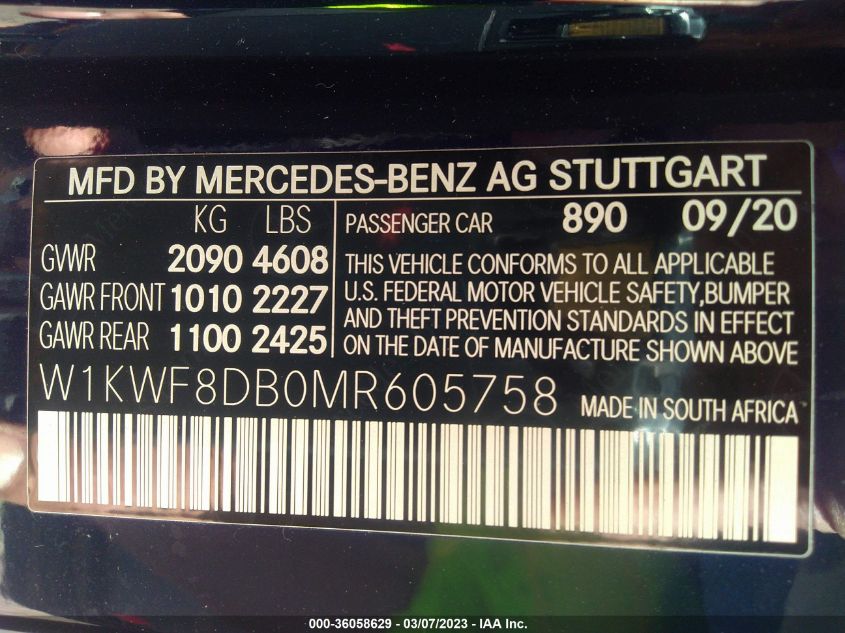 MFD BY MERCEDES-BENZ AG STUTTGART
KG LBS
GVWR 2090 4608
GAWR FRONT 1010 2227
GAWR REAR 1100 2425
PASSENGER CAR 890 09/20
THIS VEHICLE CONFORMS TO ALL APPLICABLE
U.S. FEDERAL MOTOR VEHICLE SAFETY,BUMPER
AND THEFT PREVENTION STANDARDS IN EFFECT
ON THE DATE OF MANUFACTURE SHOWN ABOVE
W1KWF8DB0MR605758 MADE IN SOUTH AFRICA
000-36058629 - 03/07/2023 - IAA Inc.